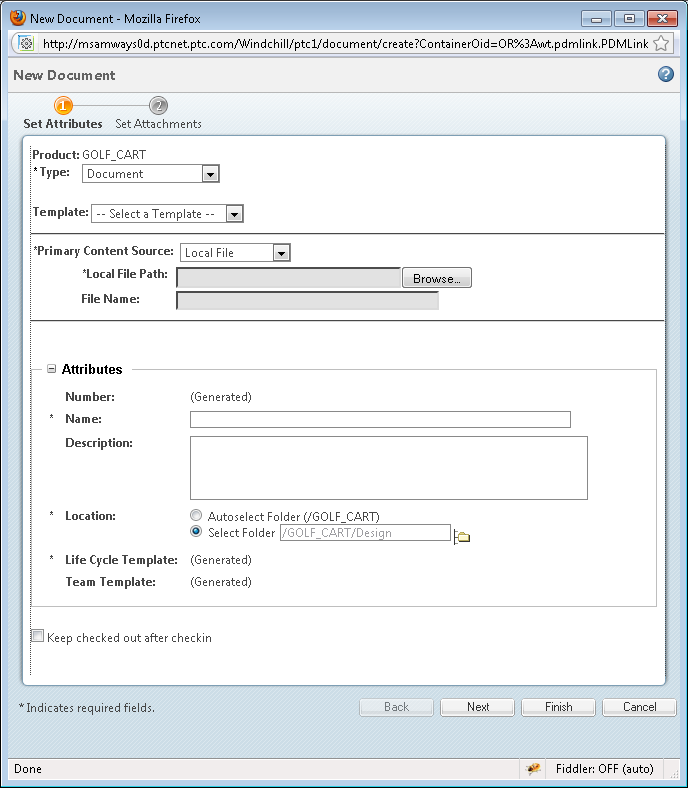 New Document - Mozilla Firefox
http://msamways0d.ptcnet.ptc.com/Windchill/ptc1/document/create?ContainerOid=OR%3Awt.pdmlink.PDMLink
New Document
?
1 2
Set Attributes Set Attachments
Product: GOLF_CART
*Type: Document
Template: -- Select a Template --
*Primary Content Source: Local File
*Local File Path: Browse...
File Name:
Attributes
Number: (Generated)
* Name:
Description:
* Location: Autoselect Folder (/GOLF_CART)
Select Folder /GOLF_CART/Design
* Life Cycle Template: (Generated)
Team Template: (Generated)
Keep checked out after checkin
* Indicates required fields. Back Next Finish Cancel
Done Fiddler: OFF (auto)